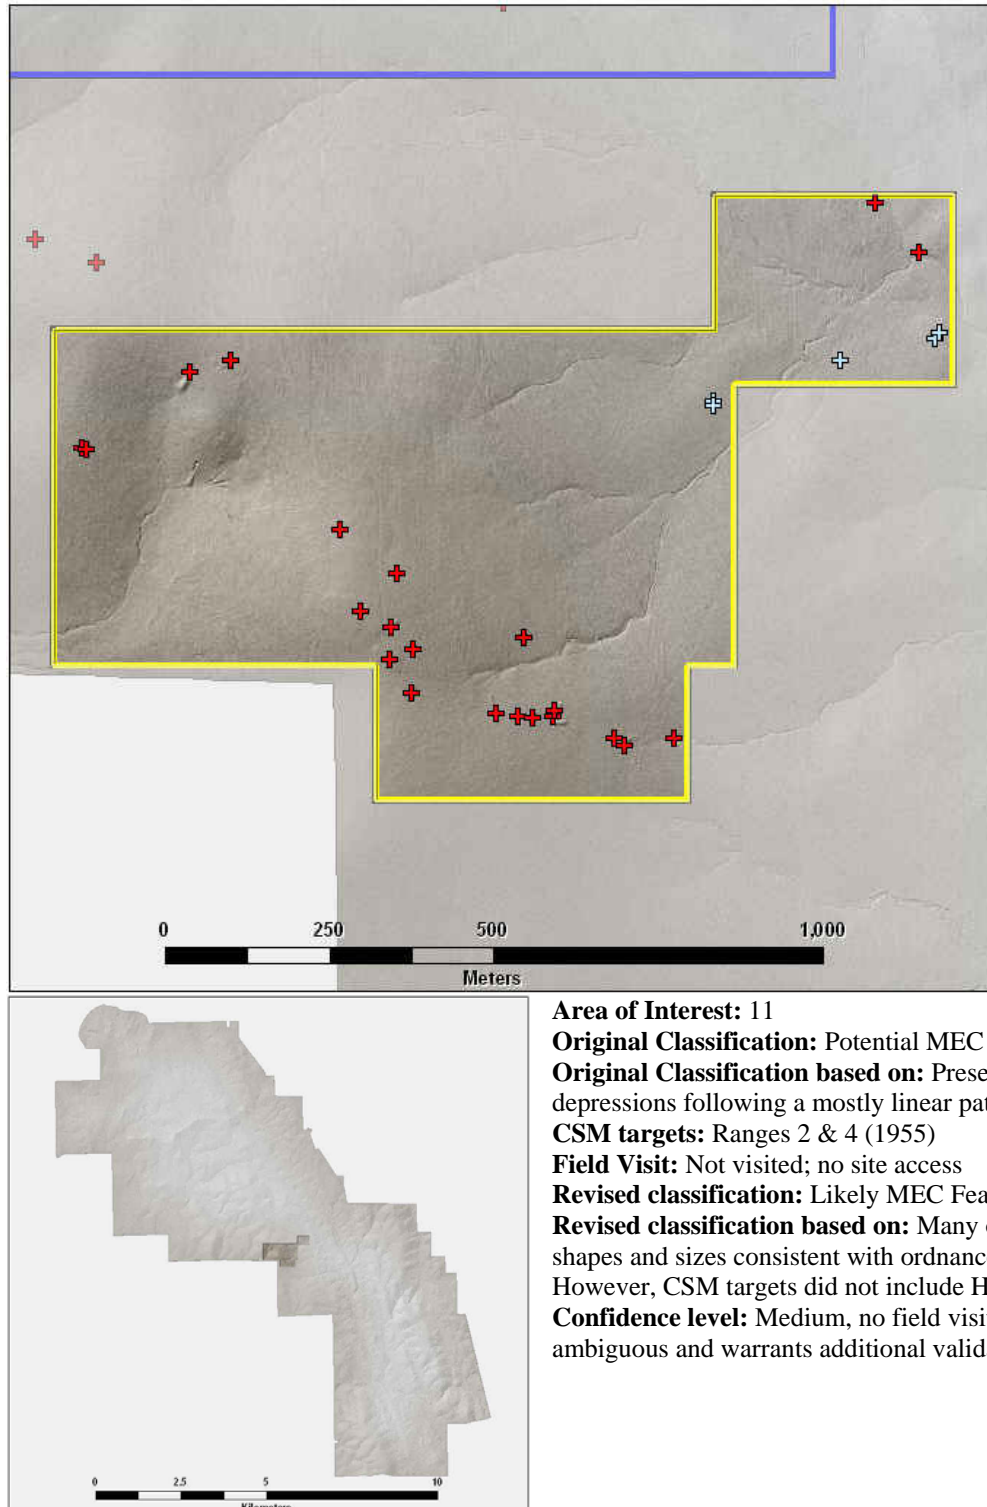 0 250 500 1,000
Meters
Area of Interest: 11
Original Classification: Potential MEC
Original Classification based on: Prese
depressions following a mostly linear pat
CSM targets: Ranges 2 & 4 (1955)
Field Visit: Not visited; no site access
Revised classification: Likely MEC Fea
Revised classification based on: Many
shapes and sizes consistent with ordnance
However, CSM targets did not include H
Confidence level: Medium, no field visi
ambiguous and warrants additional valid
0 2.5 5 10
Kilometers